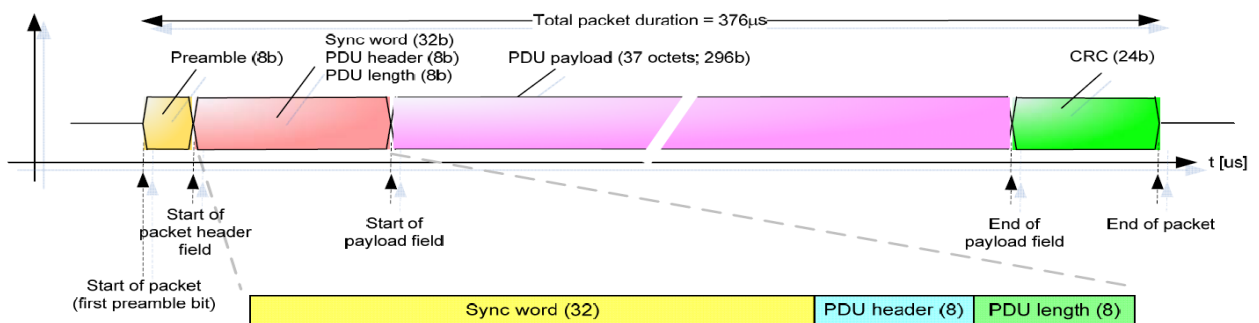 Total packet duration = 376µs
Preamble (8b)
Sync word (32b)
PDU header (8b)
PDU length (8b)
PDU payload (37 octets; 296b)
CRC (24b)
t [us]
Start of packet
(first preamble bit)
Start of
packet header
field
Start of
payload field
End of
payload field
End of packet
Sync word (32)
PDU header (8)
PDU length (8)